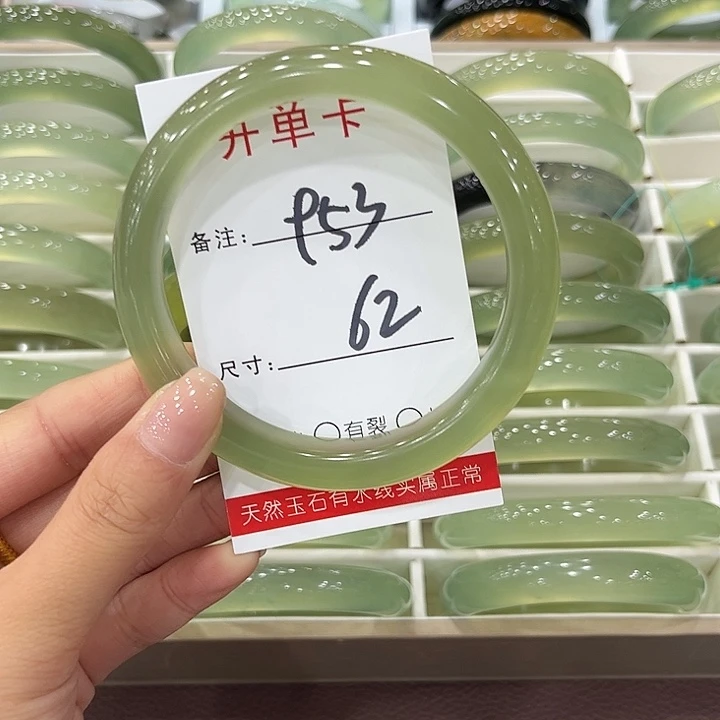 开单卡
备注: P53
尺寸: 62
有裂
天然玉石有水线实属正常